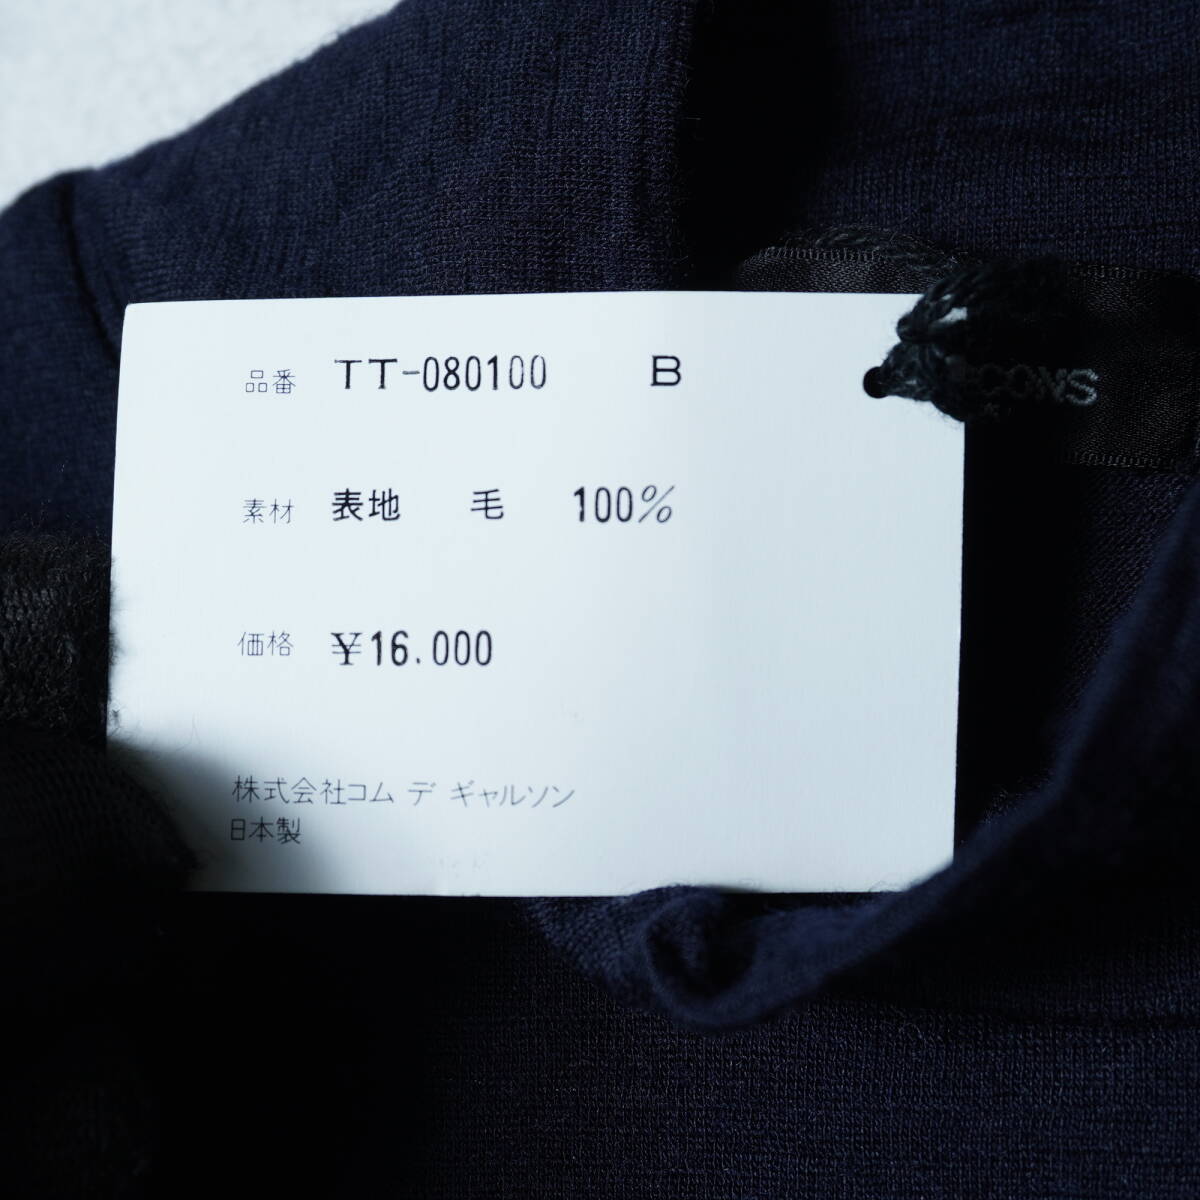 品番 TT-080100 B
素材 表地 毛 100%
価格 ¥16.000
株式会社コム デ ギャルソン
日本製